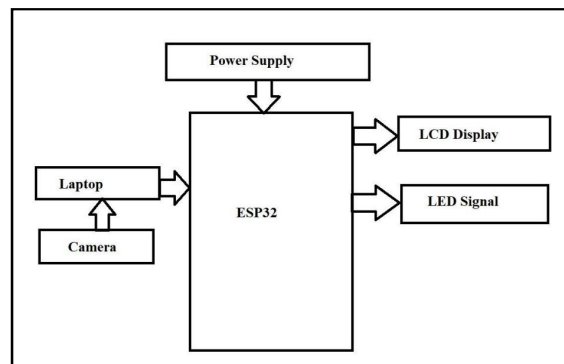 Power Supply
LCD Display
Laptop
ESP32
LED Signal
Camera